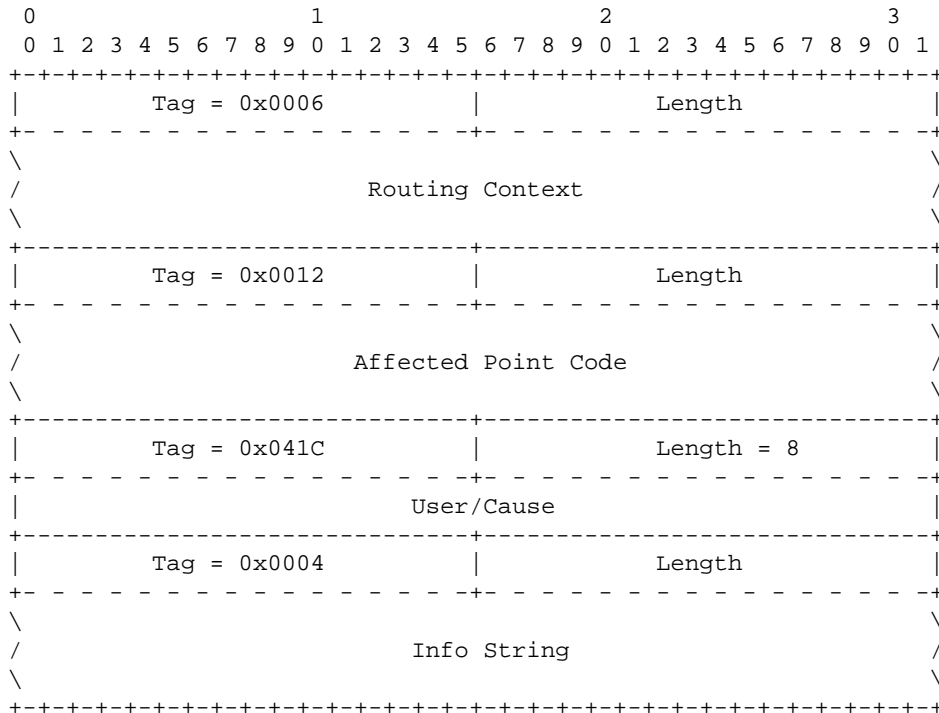 0                   1                   2                   3
 0 1 2 3 4 5 6 7 8 9 0 1 2 3 4 5 6 7 8 9 0 1 2 3 4 5 6 7 8 9 0 1
+-+-+-+-+-+-+-+-+-+-+-+-+-+-+-+-+-+-+-+-+-+-+-+-+-+-+-+-+-+-+-+-+
|         Tag = 0x0006          |            Length             |
+- - - - - - - - - - - - - - - -+- - - - - - - - - - - - - - - -+
\                                                               \
/                       Routing Context                         /
\                                                               \
+-------------------------------+-------------------------------+
|         Tag = 0x0012          |            Length             |
+- - - - - - - - - - - - - - - -+- - - - - - - - - - - - - - - -+
\                                                               \
/                      Affected Point Code                      /
\                                                               \
+-------------------------------+-------------------------------+
|         Tag = 0x041C          |            Length = 8         |
+- - - - - - - - - - - - - - - -+- - - - - - - - - - - - - - - -+
|                          User/Cause                           |
+-------------------------------+-------------------------------+
|         Tag = 0x0004          |            Length             |
+- - - - - - - - - - - - - - - -+- - - - - - - - - - - - - - - -+
\                                                               \
/                          Info String                          /
\                                                               \
+-+-+-+-+-+-+-+-+-+-+-+-+-+-+-+-+-+-+-+-+-+-+-+-+-+-+-+-+-+-+-+-+